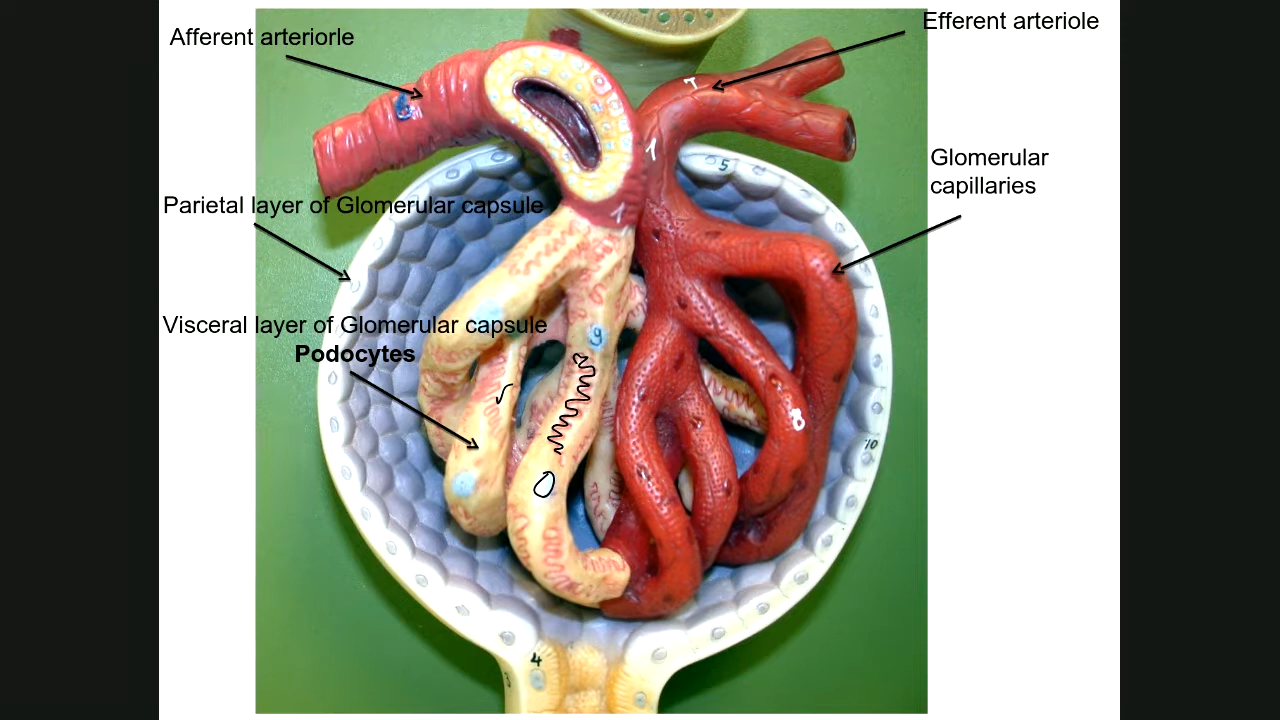 Afferent arteriorle
Efferent arteriole
Glomerular
capillaries
Parietal layer of Glomerular capsule
Visceral layer of Glomerular capsule
Podocytes
5
9
8
10
4